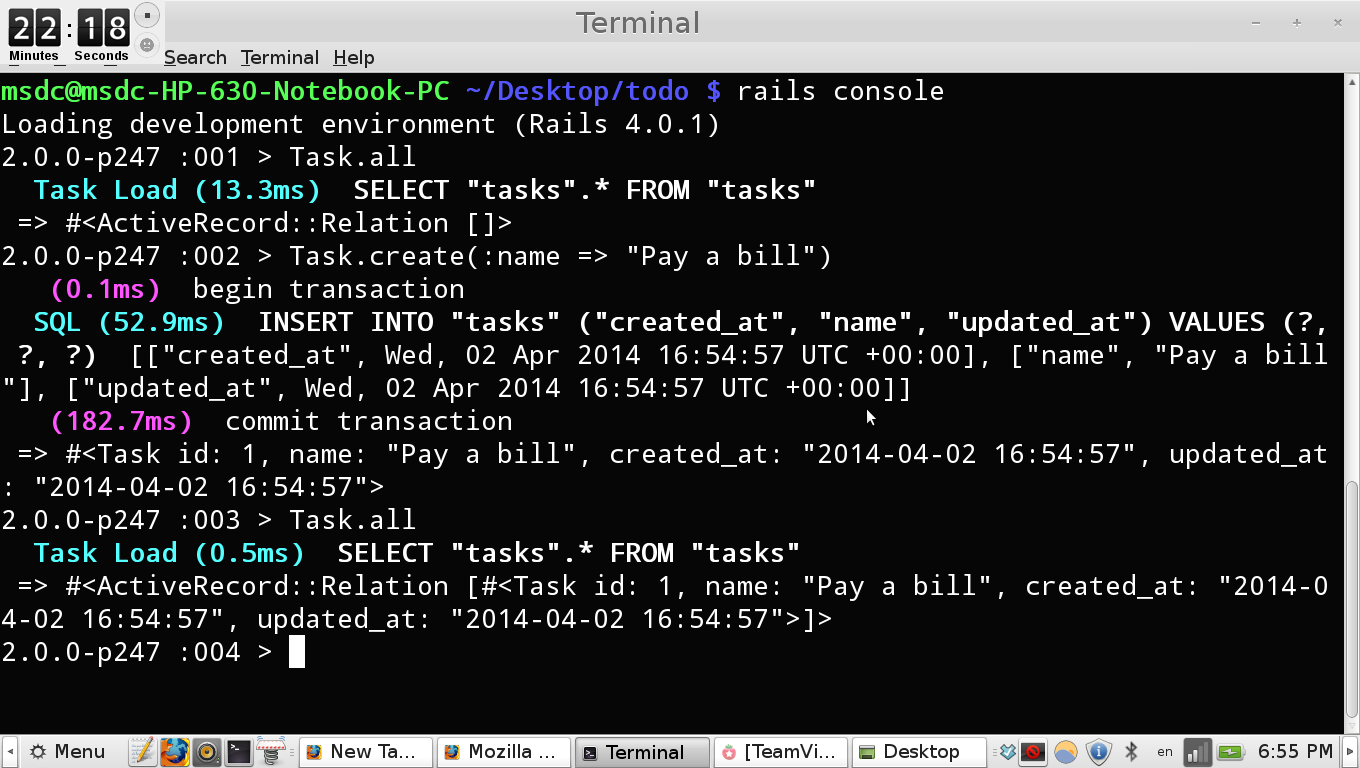 22:18
Minutes Seconds
Terminal
Search Terminal Help
msdc@msdc-HP-630-Notebook-PC ~/Desktop/todo $ rails console
Loading development environment (Rails 4.0.1)
2.0.0-p247 :001 > Task.all
  Task Load (13.3ms)  SELECT "tasks".* FROM "tasks"
 => #<ActiveRecord::Relation []>
2.0.0-p247 :002 > Task.create(:name => "Pay a bill")
   (0.1ms)  begin transaction
  SQL (52.9ms)  INSERT INTO "tasks" ("created_at", "name", "updated_at") VALUES (?,
 ?, ?)  [["created_at", Wed, 02 Apr 2014 16:54:57 UTC +00:00], ["name", "Pay a bill
"], ["updated_at", Wed, 02 Apr 2014 16:54:57 UTC +00:00]]
   (182.7ms)  commit transaction
 => #<Task id: 1, name: "Pay a bill", created_at: "2014-04-02 16:54:57", updated_at
: "2014-04-02 16:54:57">
2.0.0-p247 :003 > Task.all
  Task Load (0.5ms)  SELECT "tasks".* FROM "tasks"
 => #<ActiveRecord::Relation [#<Task id: 1, name: "Pay a bill", created_at: "2014-0
4-02 16:54:57", updated_at: "2014-04-02 16:54:57">]>
2.0.0-p247 :004 >
Menu New Ta... Mozilla ... Terminal [TeamVi... Desktop en 6:55 PM